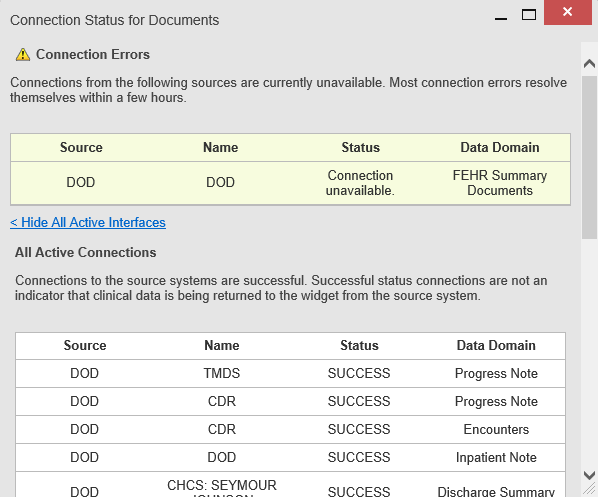 Connection Status for Documents
Connection Errors
Connections from the following sources are currently unavailable. Most connection errors resolve
themselves within a few hours.
Source Name Status Data Domain
DOD DOD Connection unavailable. FEHR Summary Documents
< Hide All Active Interfaces
All Active Connections
Connections to the source systems are successful. Successful status connections are not an
indicator that clinical data is being returned to the widget from the source system.
Source Name Status Data Domain
DOD TMDS SUCCESS Progress Note
DOD CDR SUCCESS Progress Note
DOD CDR SUCCESS Encounters
DOD DOD SUCCESS Inpatient Note
DOD CHCS: SEYMOUR JOHNSON SUCCESS Discharge Summary